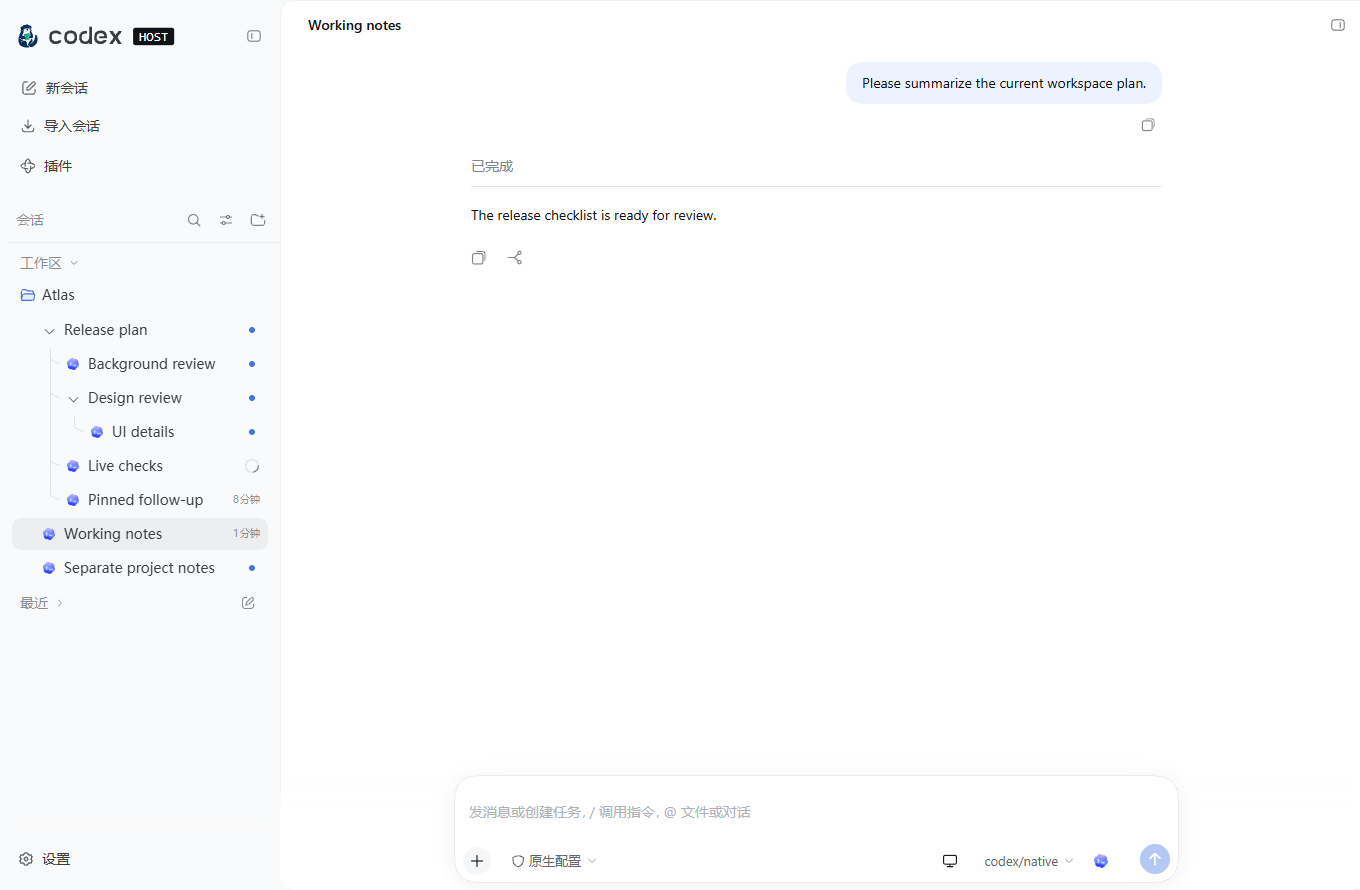 codex HOST
新会话
导入会话
插件
会话
工作区
Atlas
Release plan
Background review
Design review
UI details
Live checks
Pinned follow-up 8分钟
Working notes 1分钟
Separate project notes
最近
设置
Working notes
Please summarize the current workspace plan.
已完成
The release checklist is ready for review.
发消息或创建任务, / 调用指令, @ 文件或对话
原生配置
codex/native